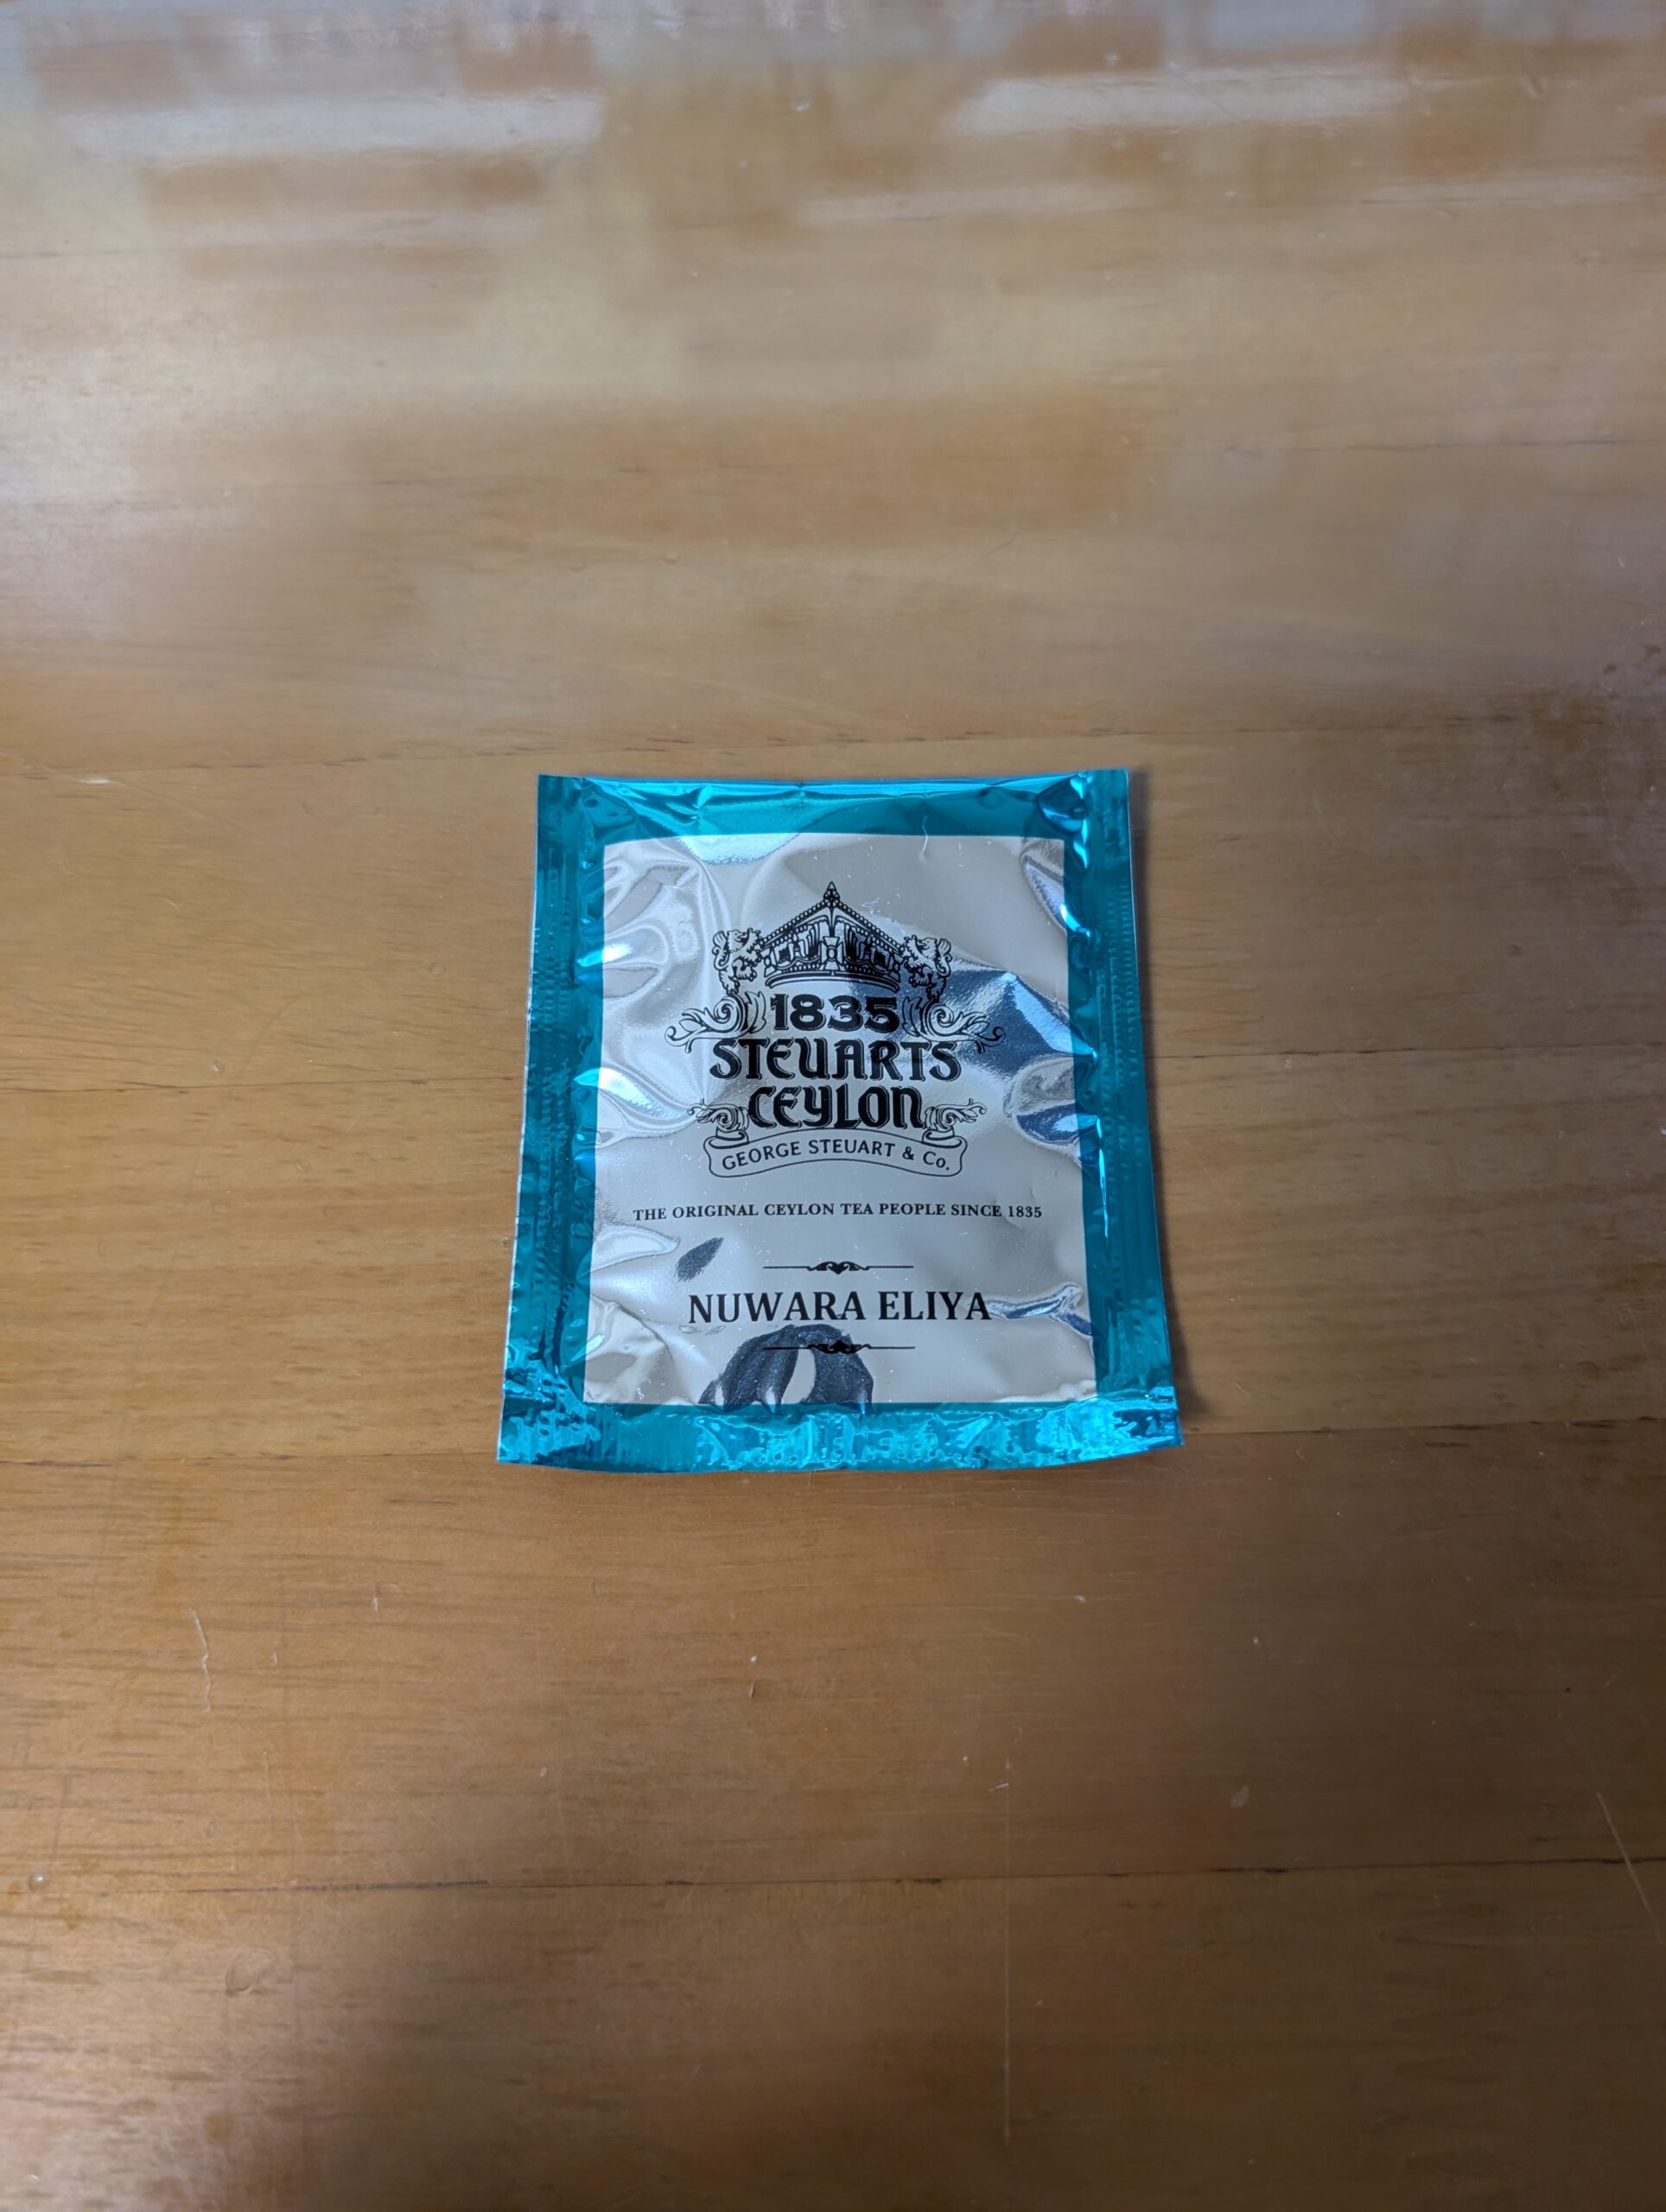 1835
STEUARTS
CEYLON
GEORGE STEUART & Co.
THE ORIGINAL CEYLON TEA PEOPLE SINCE 1835
NUWARA ELIYA